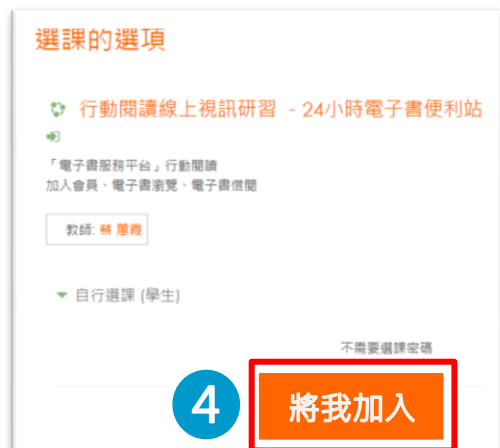 選課的選項
行動閱讀線上視訊研習 - 24小時電子書便利站
「電子書服務平台」行動閱讀
加入會員、電子書瀏覽、電子書借閱
教師: 蔡 蕙霞
自行選課 (學生)
不需要選課密碼
4 將我加入